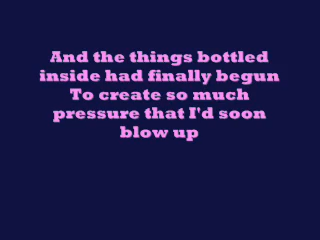 And the things bottled
inside had finally begun
To create so much
pressure that I'd soon
blow up